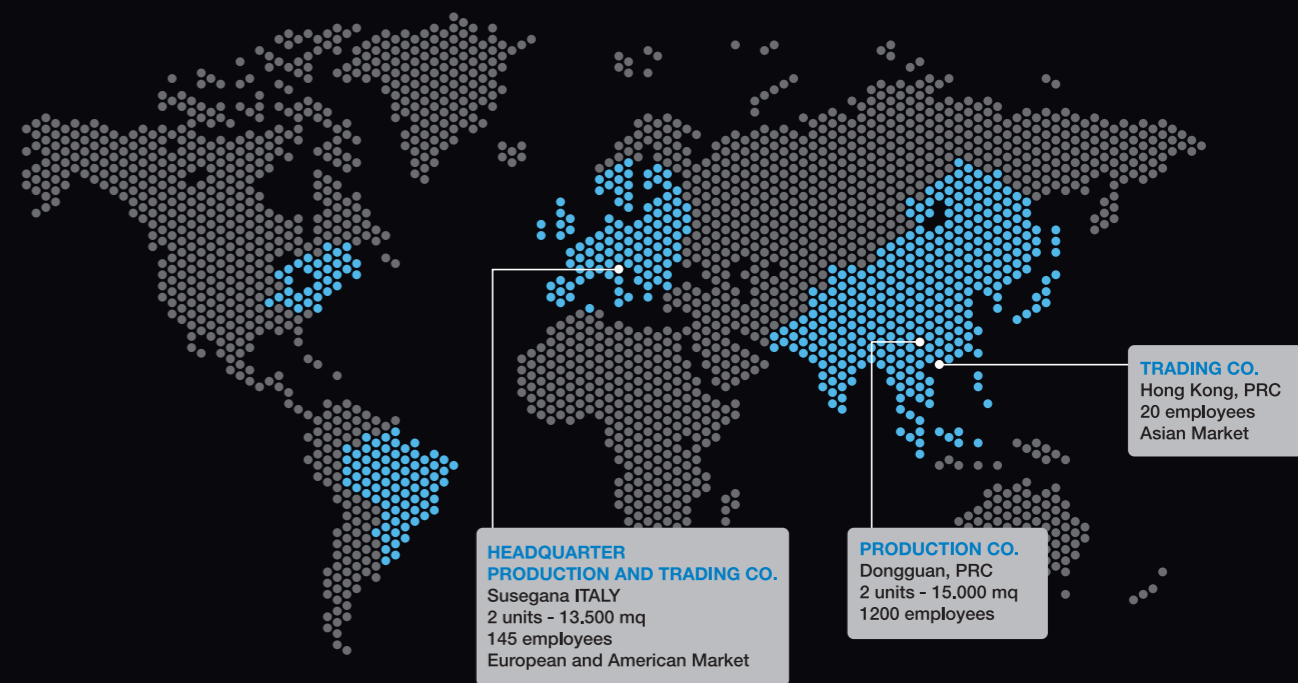 TRADING CO.
Hong Kong, PRC
20 employees
Asian Market
HEADQUARTER
PRODUCTION AND TRADING CO.
Susegana ITALY
2 units - 13.500 mq
145 employees
European and American Market
PRODUCTION CO.
Dongguan, PRC
2 units - 15.000 mq
1200 employees